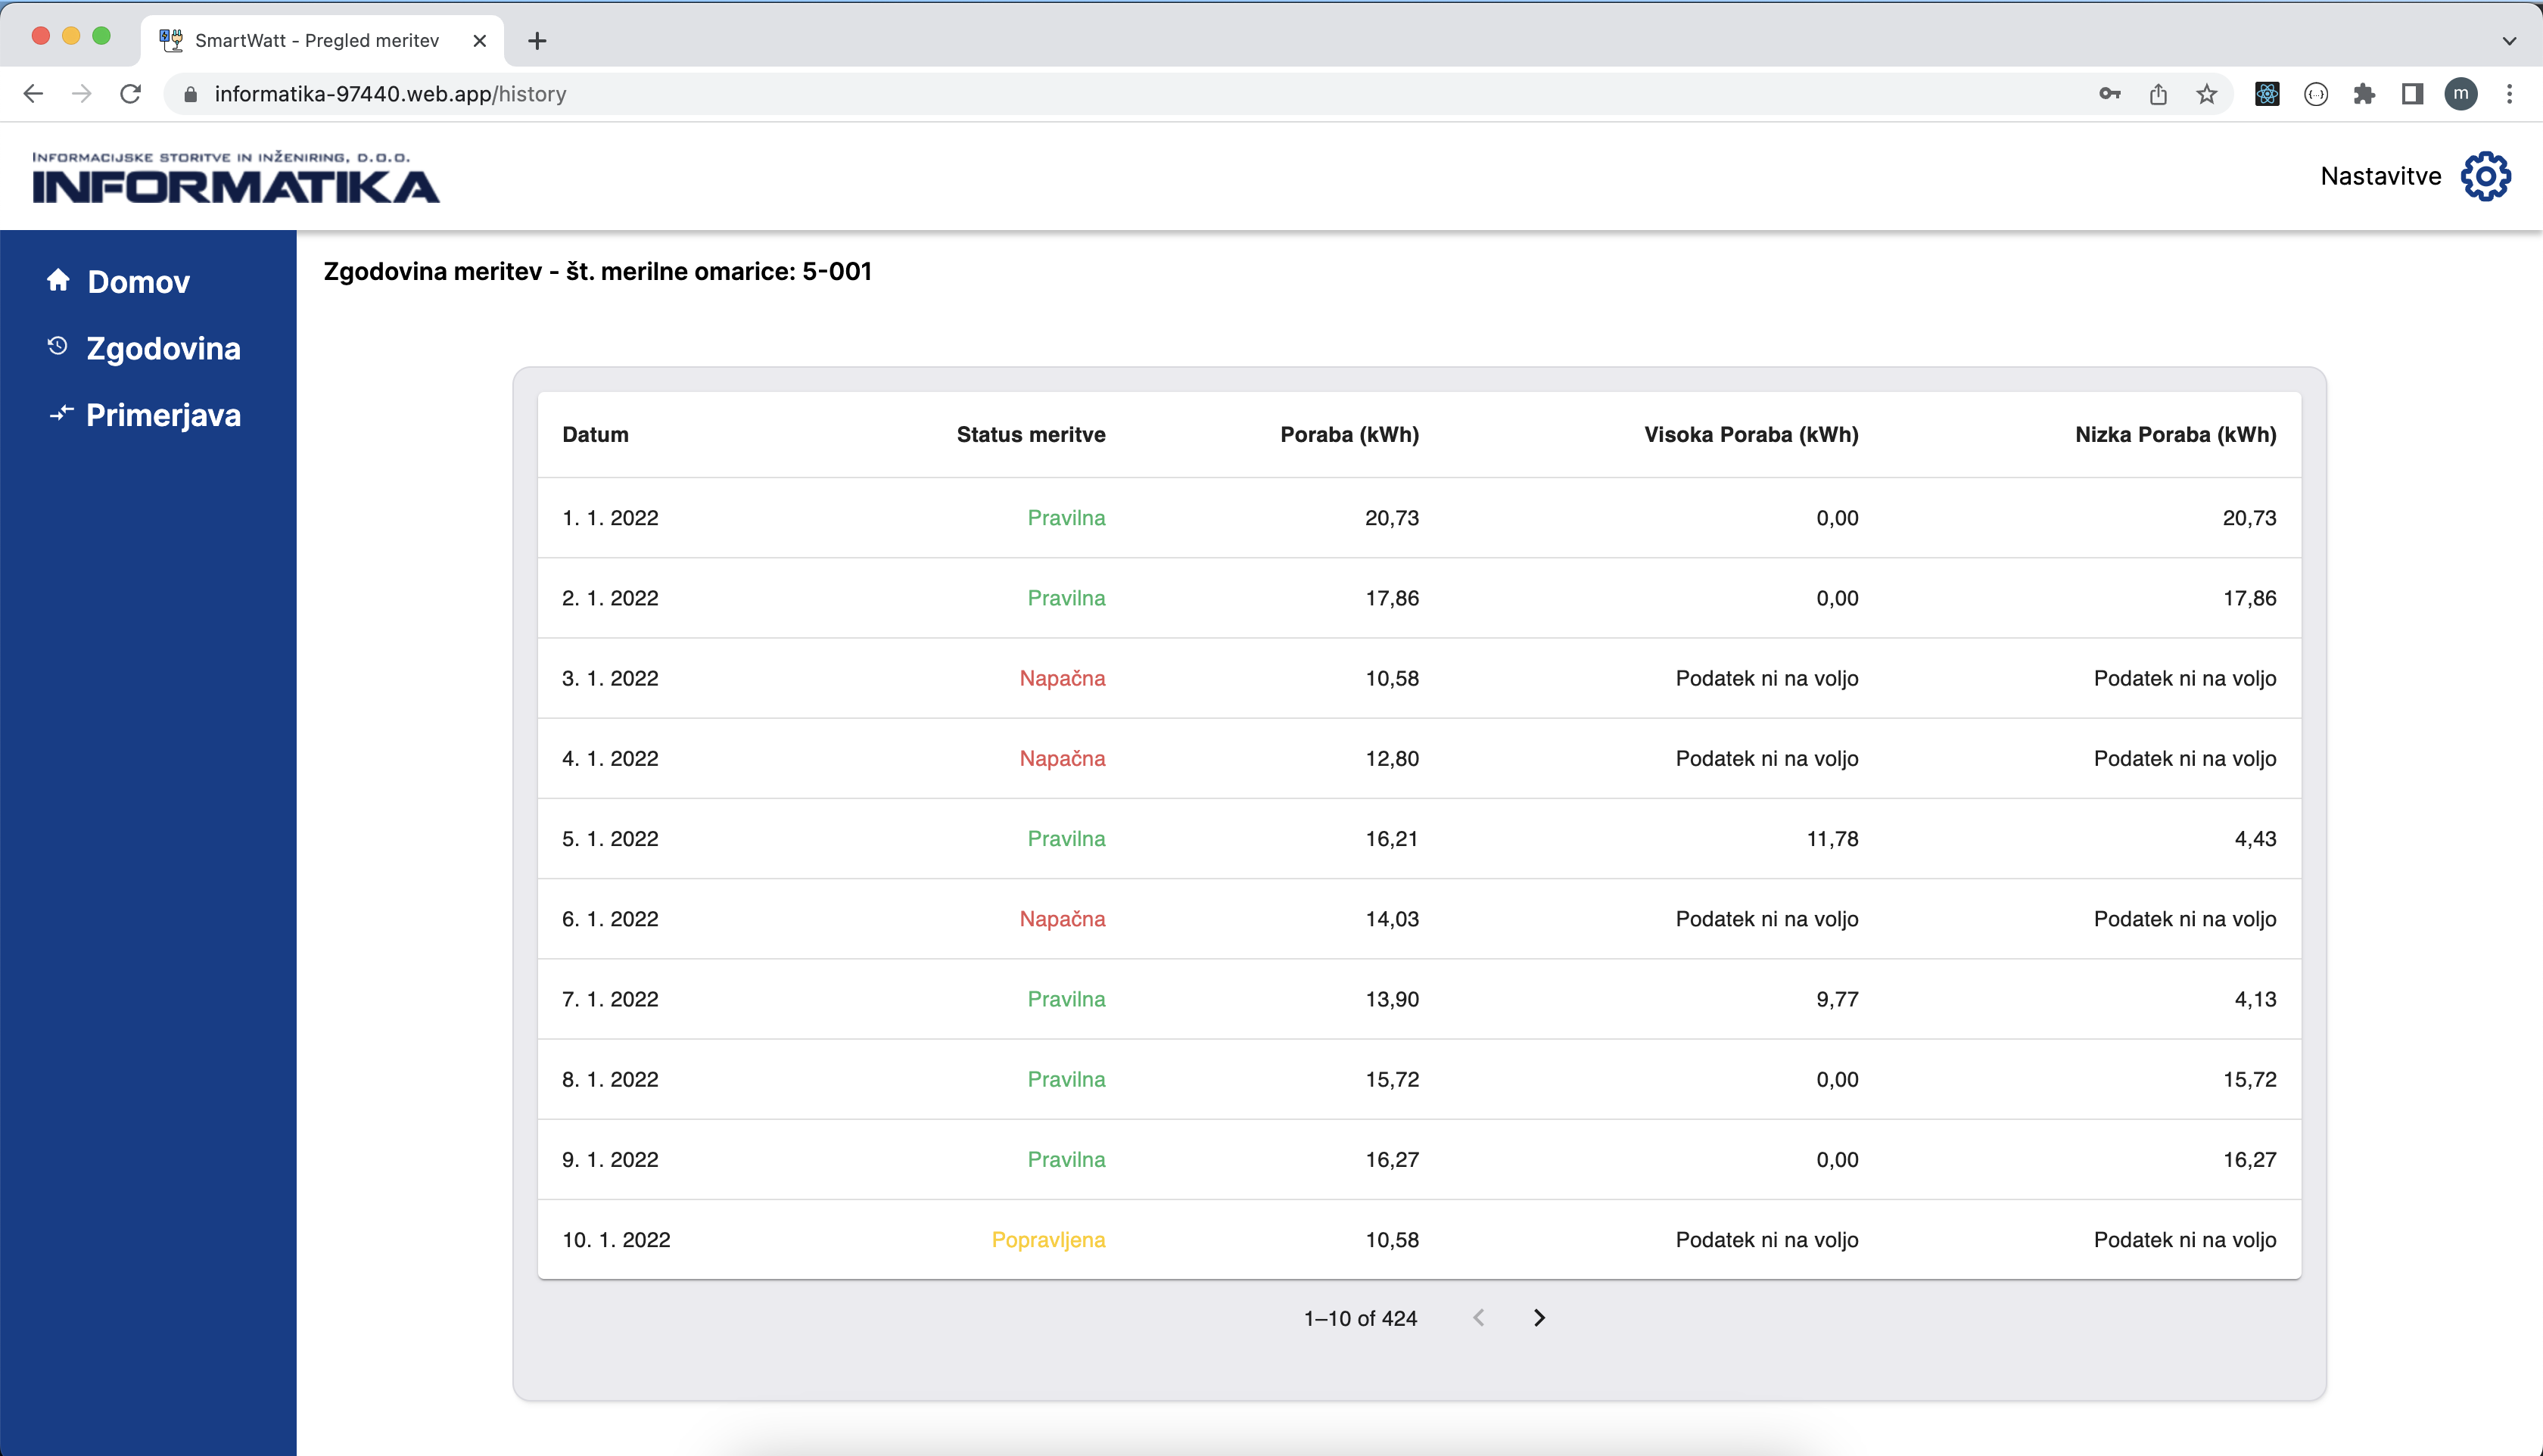 SmartWatt - Pregled meritev
informatika-97440.web.app/history
m
INFORMACIJSKE STORITVE IN INŽENIRING, D.O.O.
INFORMATIKA
Nastavitve
Domov
Zgodovina
Primerjava
Zgodovina meritev - št. merilne omarice: 5-001
Datum Status meritve Poraba (kWh) Visoka Poraba (kWh) Nizka Poraba (kWh)
1. 1. 2022 Pravilna 20,73 0,00 20,73
2. 1. 2022 Pravilna 17,86 0,00 17,86
3. 1. 2022 Napačna 10,58 Podatek ni na voljo Podatek ni na voljo
4. 1. 2022 Napačna 12,80 Podatek ni na voljo Podatek ni na voljo
5. 1. 2022 Pravilna 16,21 11,78 4,43
6. 1. 2022 Napačna 14,03 Podatek ni na voljo Podatek ni na voljo
7. 1. 2022 Pravilna 13,90 9,77 4,13
8. 1. 2022 Pravilna 15,72 0,00 15,72
9. 1. 2022 Pravilna 16,27 0,00 16,27
10. 1. 2022 Popravljena 10,58 Podatek ni na voljo Podatek ni na voljo
1–10 of 424